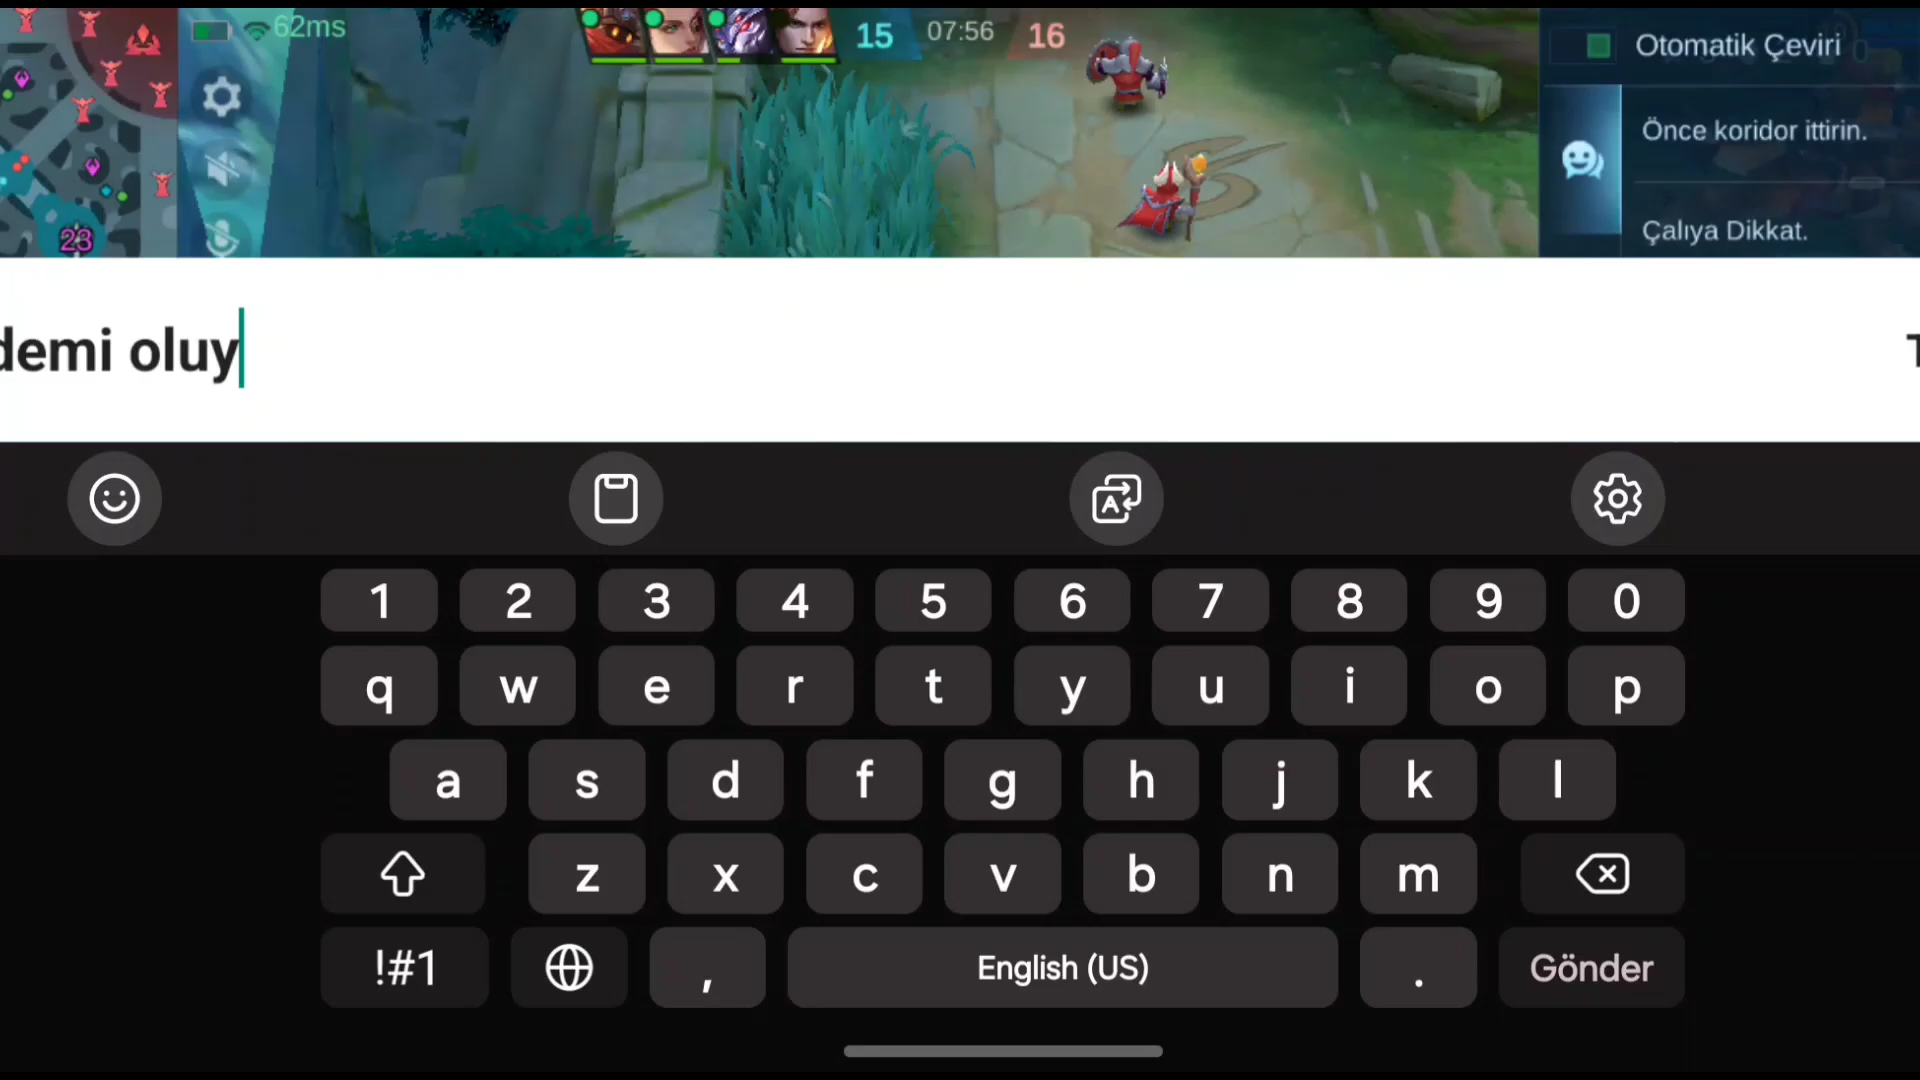 62ms
15
07:56
16
Otomatik Çeviri
Önce koridor ittirin.
Çalıya Dikkat.
23
demi oluy
1 2 3 4 5 6 7 8 9 0
q w e r t y u i o p
a s d f g h j k l
z x c v b n m
!#1 , English (US) . Gönder